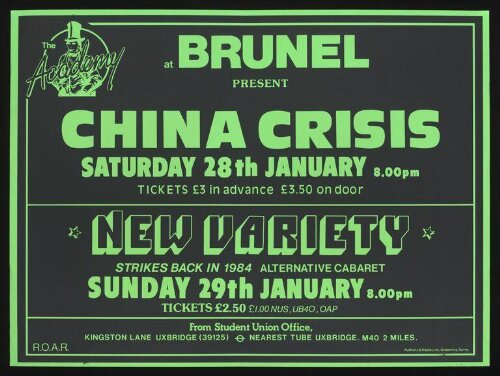 The Academy
at BRUNEL
PRESENT
CHINA CRISIS
SATURDAY 28th JANUARY 8.00pm
TICKETS £3 in advance £3.50 on door
NEW VARIETY
STRIKES BACK IN 1984 ALTERNATIVE CABARET
SUNDAY 29th JANUARY 8.00pm
TICKETS £2.50 £1.00 NUS, UB40, OAP
From Student Union Office,
KINGSTON LANE UXBRIDGE (39125) NEAREST TUBE UXBRIDGE. M40 2 MILES.
R.O.A.R.